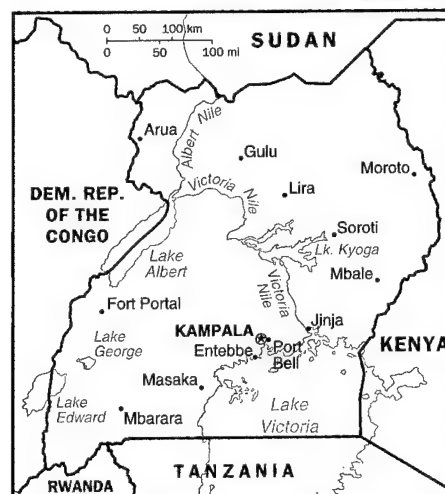 0 50 100 km
0 50 100 mi
SUDAN
Arua
Albert Nile
Gulu
Moroto
DEM. REP.
OF THE
CONGO
Victoria Nile
Lira
Soroti
Lk. Kyoga
Lake
Albert
Mbale
Victoria
Nile
Fort Portal
Jinja
KAMPALA
Lake
George
Entebbe
Port
Bell
KENYA
Masaka
Lake
Edward
Mbarara
Lake
Victoria
TANZANIA
RWANDA